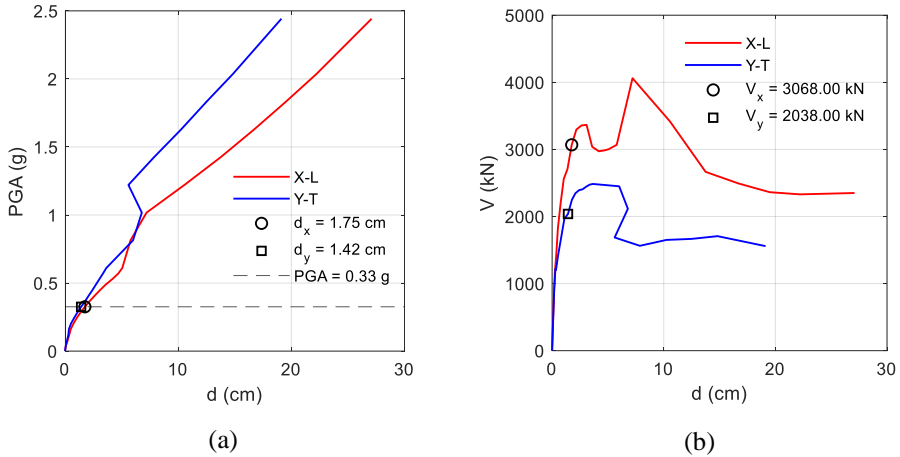 2.5
2
1.5
1
0.5
0
PGA (g)
X-L
Y-T
d_x = 1.75 cm
d_y = 1.42 cm
PGA = 0.33 g
0 10 20 30
d (cm)
(a)
5000
4000
3000
2000
1000
0
V (kN)
X-L
Y-T
V_x = 3068.00 kN
V_y = 2038.00 kN
0 10 20 30
d (cm)
(b)